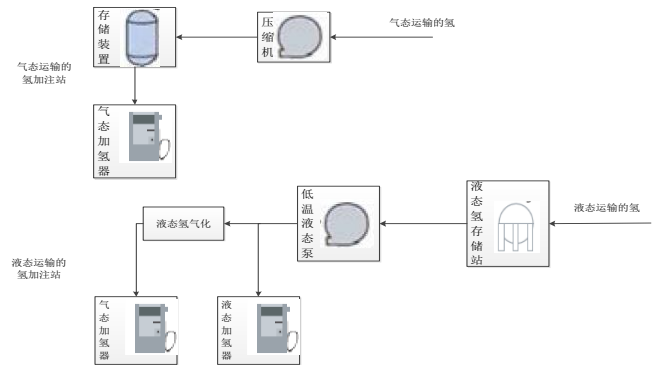 存储装置
压缩机
气态运输的氢
气态运输的
氢加注站
气态加氢器
低温液态泵
液态氢存储站
液态运输的氢
液态氢气化
液态运输的
氢加注站
气态加氢器
液态加氢器